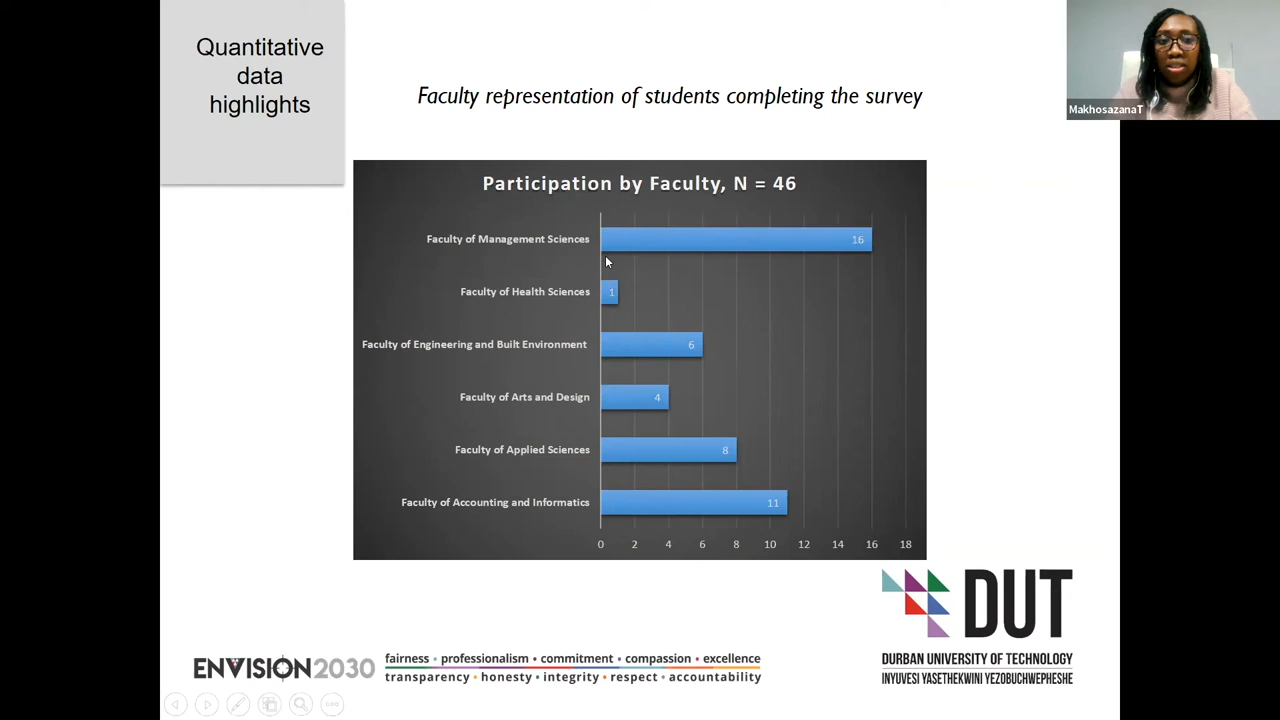 Quantitative
data
highlights
Faculty representation of students completing the survey
MakhosazanaT
Participation by Faculty, N = 46
Faculty of Management Sciences 16
Faculty of Health Sciences 1
Faculty of Engineering and Built Environment 6
Faculty of Arts and Design 4
Faculty of Applied Sciences 8
Faculty of Accounting and Informatics 11
0 2 4 6 8 10 12 14 16 18
DUT
DURBAN UNIVERSITY OF TECHNOLOGY
INYUVESI YASETHEKWINI YEZOBUCHWEPHESHE
ENVISION2030
fairness • professionalism • commitment • compassion • excellence
transparency • honesty • integrity • respect • accountability